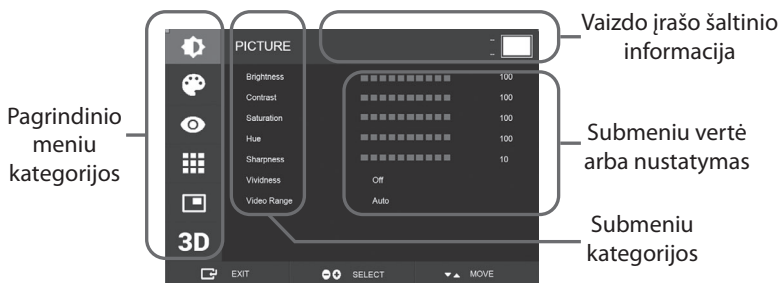 Vaizdo įrašo šaltinio
informacija
PICTURE
Brightness 100
Contrast 100
Saturation 100
Hue 100
Sharpness 10
Vividness Off
Video Range Auto
3D
EXIT SELECT MOVE
Pagrindinio
meniu
kategorijos
Submeniu vertė
arba nustatymas
Submeniu
kategorijos